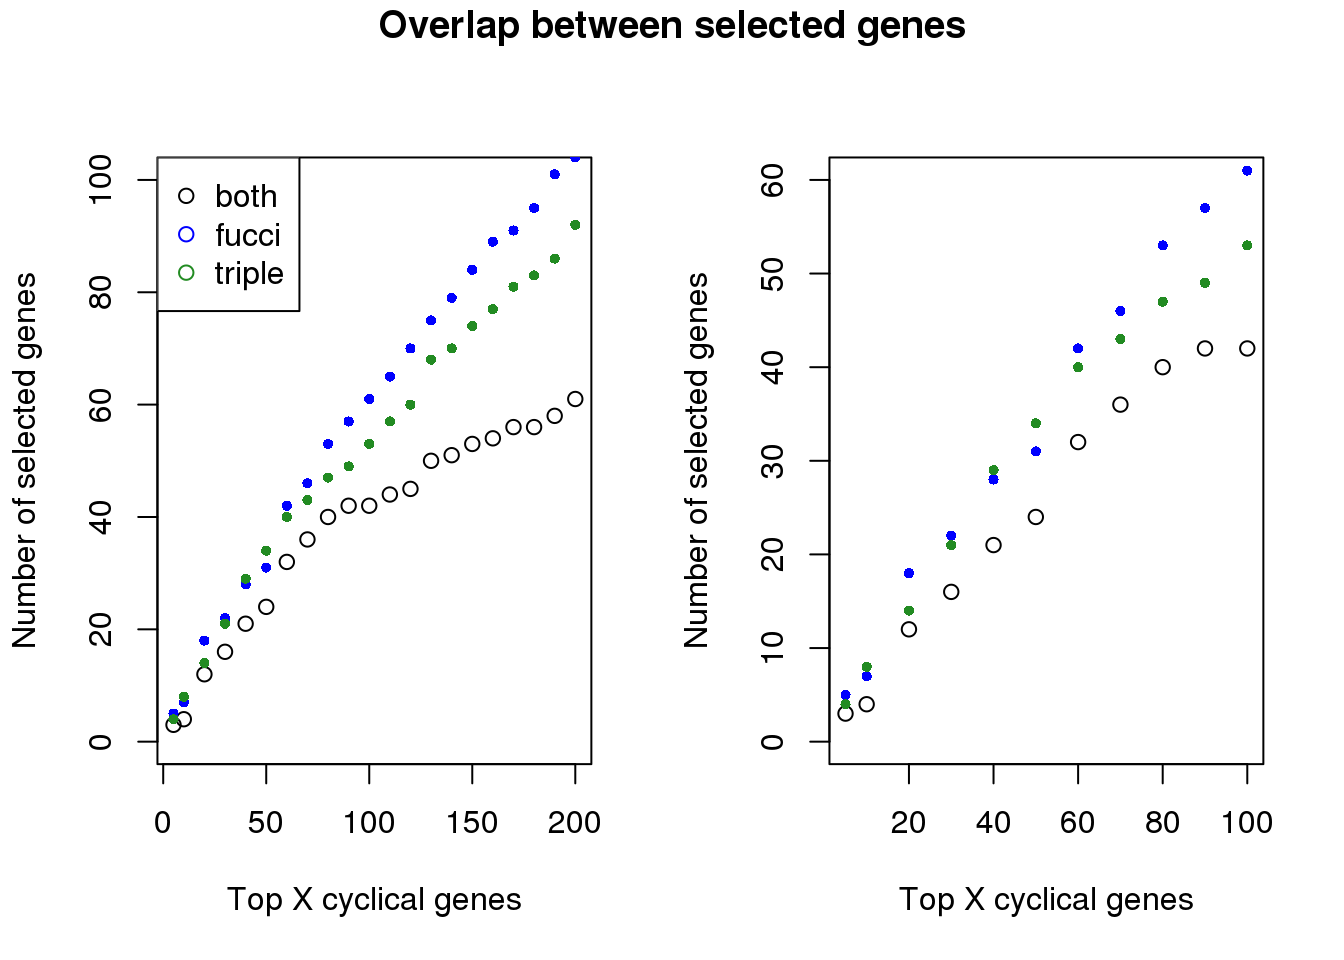 Overlap between selected genes
both
fucci
triple
Number of selected genes
0
20
40
60
80
100
0
50
100
150
200
Top X cyclical genes
Number of selected genes
0
10
20
30
40
50
60
20
40
60
80
100
Top X cyclical genes